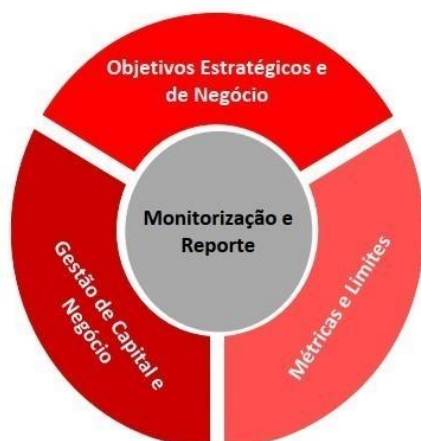 Objetivos Estratégicos e
de Negócio
Monitorização e
Reporte
Gestão de Capital e
Negócio
Métricas e Limites